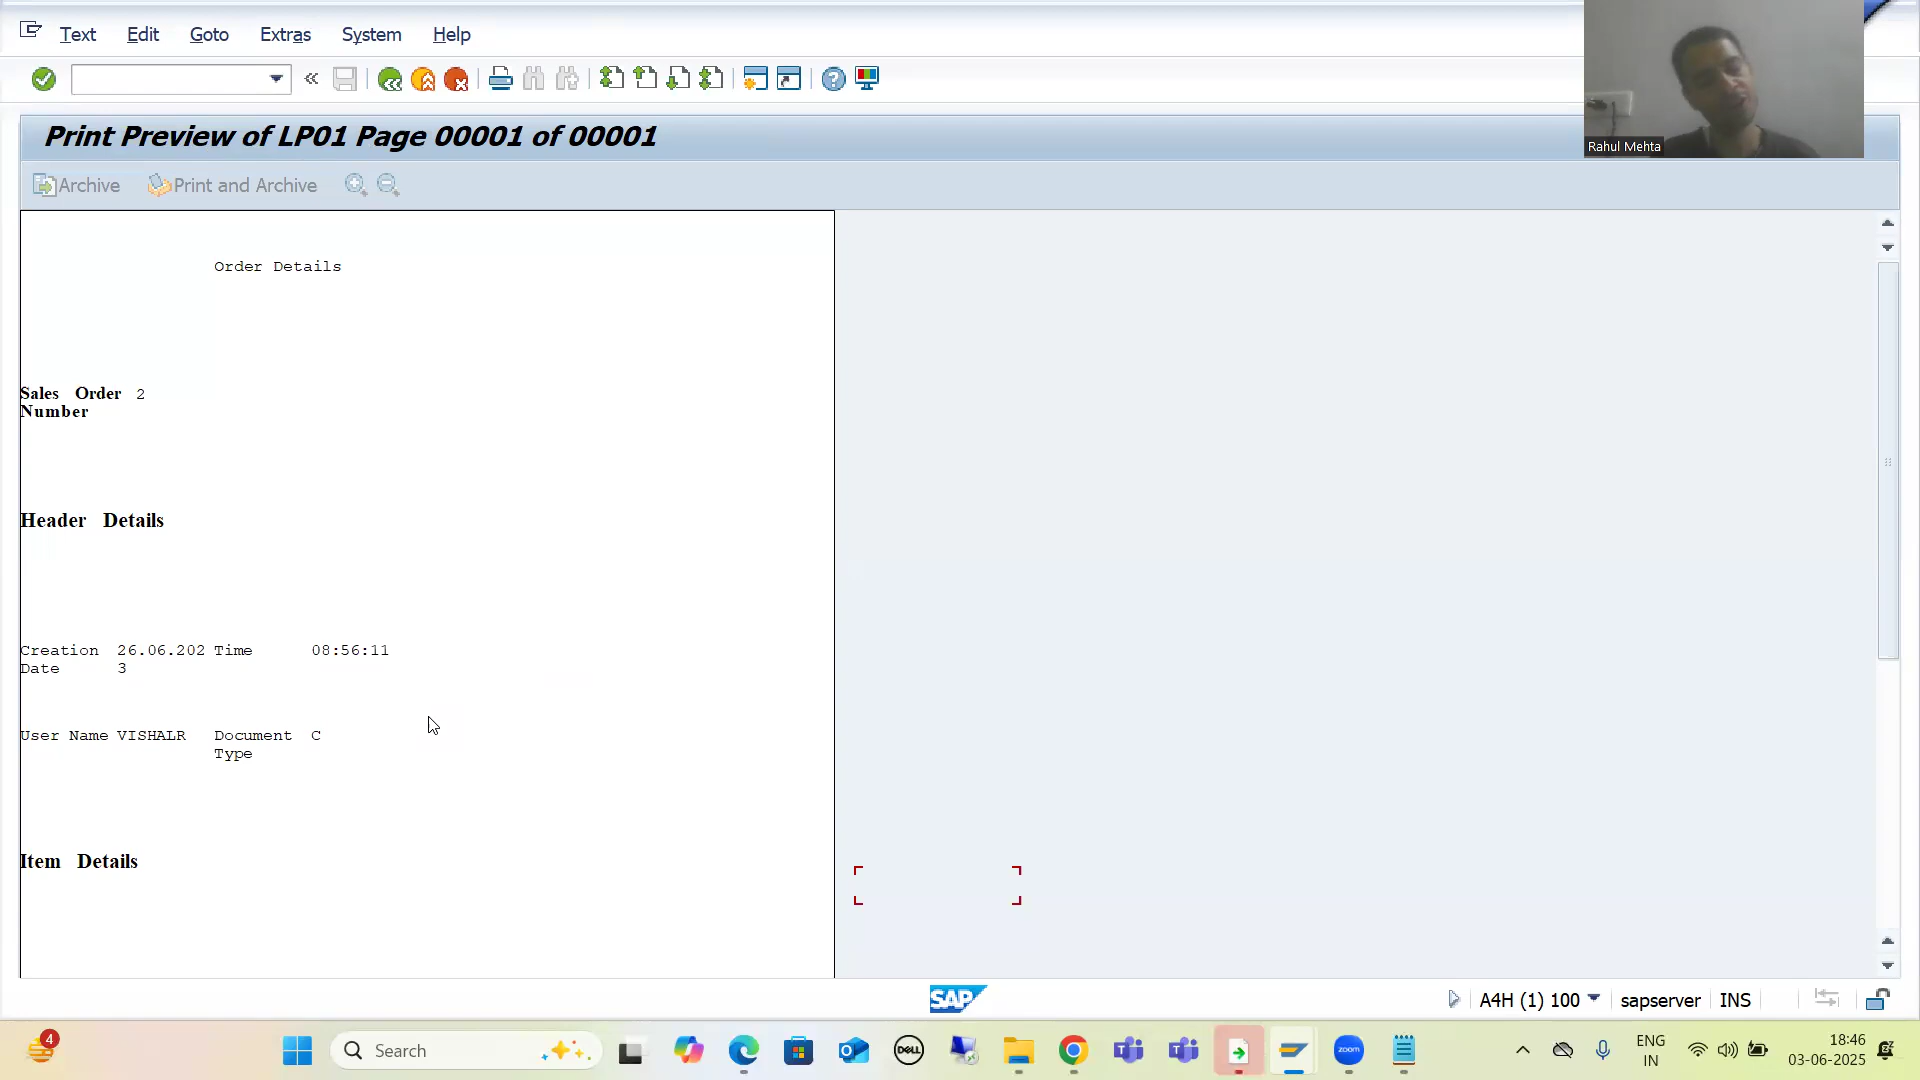 Text Edit Goto Extras System Help
Rahul Mehta
Print Preview of LP01 Page 00001 of 00001
Archive Print and Archive
Order Details
Sales Order 2
Number
Header Details
Creation 26.06.202 Time 08:56:11
Date 3
User Name VISHALR Document C
Type
Item Details
SAP A4H (1) 100 sapserver INS
4 Search DELL zoom ENG 18:46
IN 03-06-2025